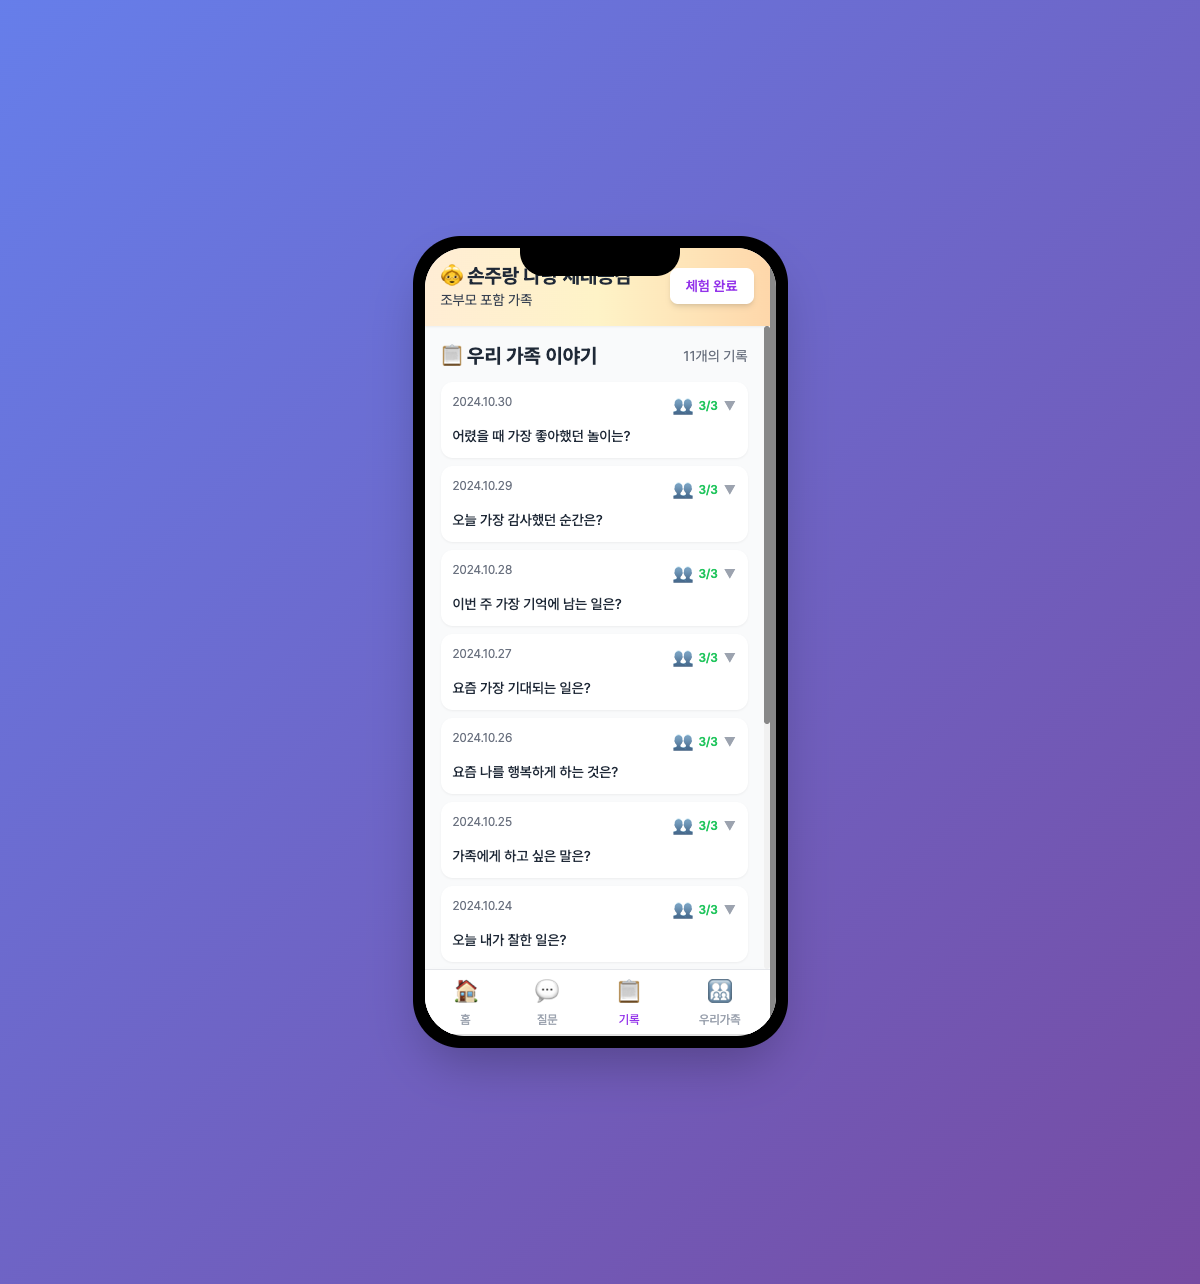 손주랑
조부모 포함 가족
체험 완료
우리 가족 이야기
11개의 기록
2024.10.30
3/3
어렸을 때 가장 좋아했던 놀이는?
2024.10.29
3/3
오늘 가장 감사했던 순간은?
2024.10.28
3/3
이번 주 가장 기억에 남는 일은?
2024.10.27
3/3
요즘 가장 기대되는 일은?
2024.10.26
3/3
요즘 나를 행복하게 하는 것은?
2024.10.25
3/3
가족에게 하고 싶은 말은?
2024.10.24
3/3
오늘 내가 잘한 일은?
홈
질문
기록
우리가족